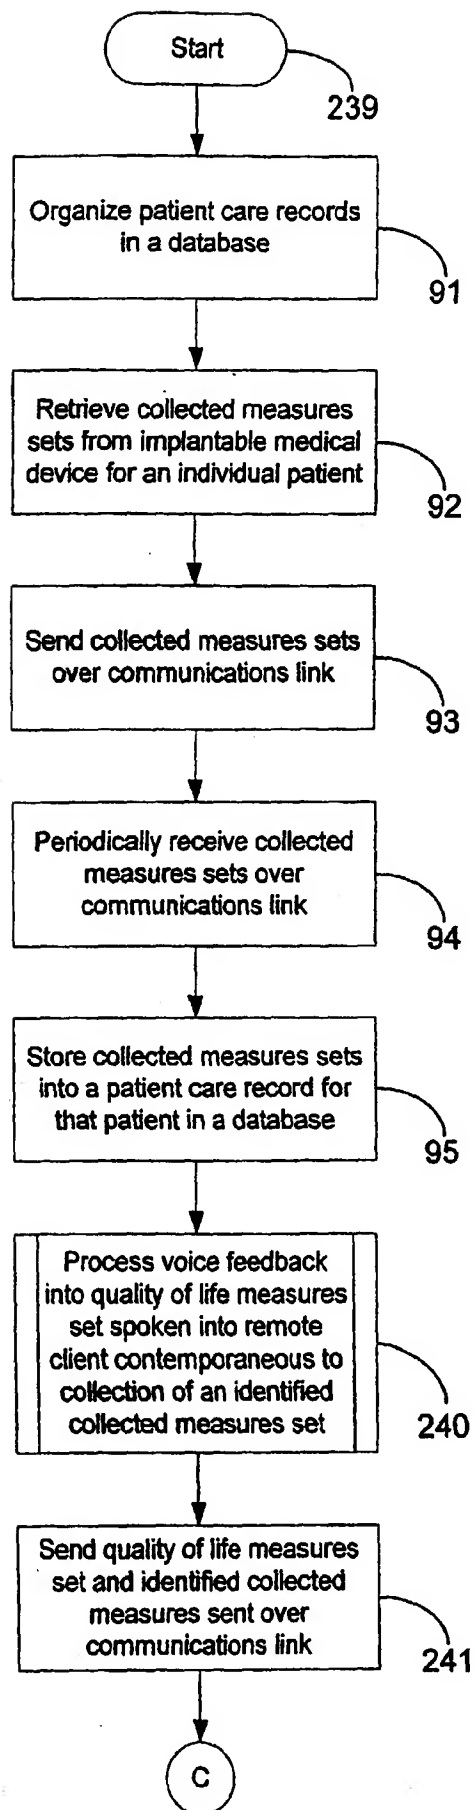 Start
239
Organize patient care records
in a database
91
Retrieve collected measures
sets from implantable medical
device for an individual patient
92
Send collected measures sets
over communications link
93
Periodically receive collected
measures sets over
communications link
94
Store collected measures sets
into a patient care record for
that patient in a database
95
Process voice feedback
into quality of life measures
set spoken into remote
client contemporaneous to
collection of an identified
collected measures set
240
Send quality of life measures
set and identified collected
measures sent over
communications link
241
C